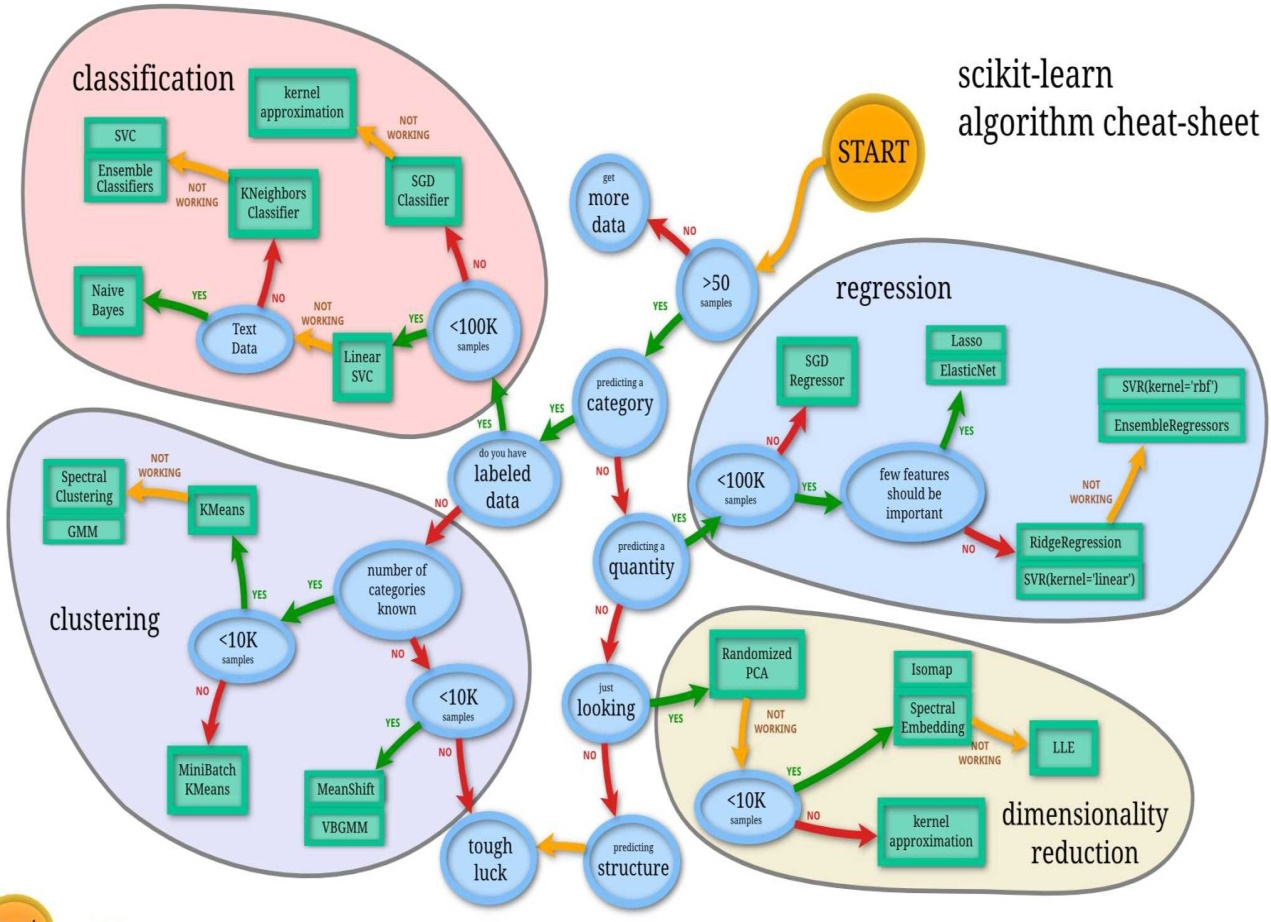 scikit-learn
algorithm cheat-sheet
START
classification
kernel
approximation
NOT
WORKING
SVC
Ensemble
Classifiers
NOT
WORKING
KNeighbors
Classifier
SGD
Classifier
NO
NO
YES
Naive
Bayes
Text
Data
NOT
WORKING
Linear
SVC
YES
<100K
samples
YES
get
more
data
NO
>50
samples
YES
predicting a
category
YES
NO
do you have
labeled
data
NO
predicting a
quantity
YES
NO
just
looking
YES
NO
predicting
structure
tough
luck
regression
SGD
Regressor
NO
<100K
samples
YES
Lasso
ElasticNet
YES
few features
should be
important
NO
SVR(kernel='rbf')
EnsembleRegressors
NOT
WORKING
RidgeRegression
SVR(kernel='linear')
clustering
Spectral
Clustering
GMM
NOT
WORKING
KMeans
YES
<10K
samples
NO
MiniBatch
KMeans
number of
categories
known
YES
NO
<10K
samples
YES
NO
MeanShift
VBGMM
Randomized
PCA
NOT
WORKING
<10K
samples
YES
NO
Isomap
Spectral
Embedding
NOT
WORKING
LLE
kernel
approximation
dimensionality
reduction